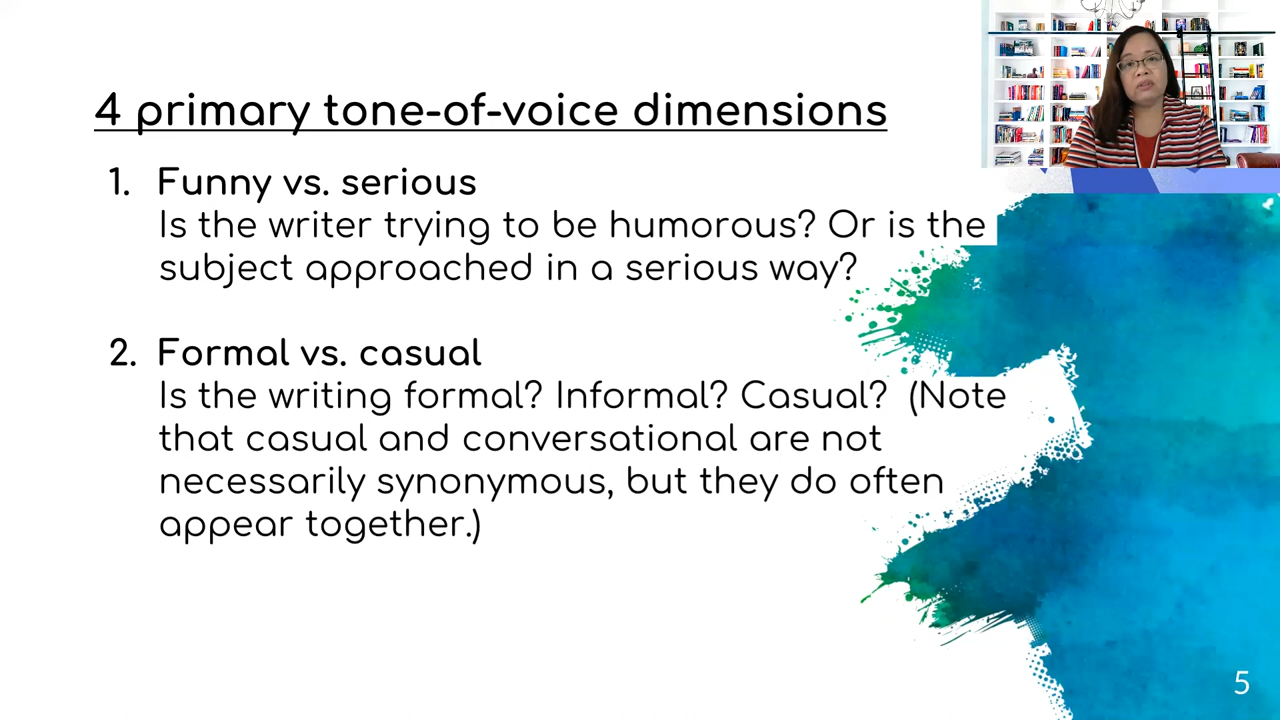 4 primary tone-of-voice dimensions
1. Funny vs. serious
Is the writer trying to be humorous? Or is the
subject approached in a serious way?
2. Formal vs. casual
Is the writing formal? Informal? Casual?  (Note
that casual and conversational are not
necessarily synonymous, but they do often
appear together.)
5